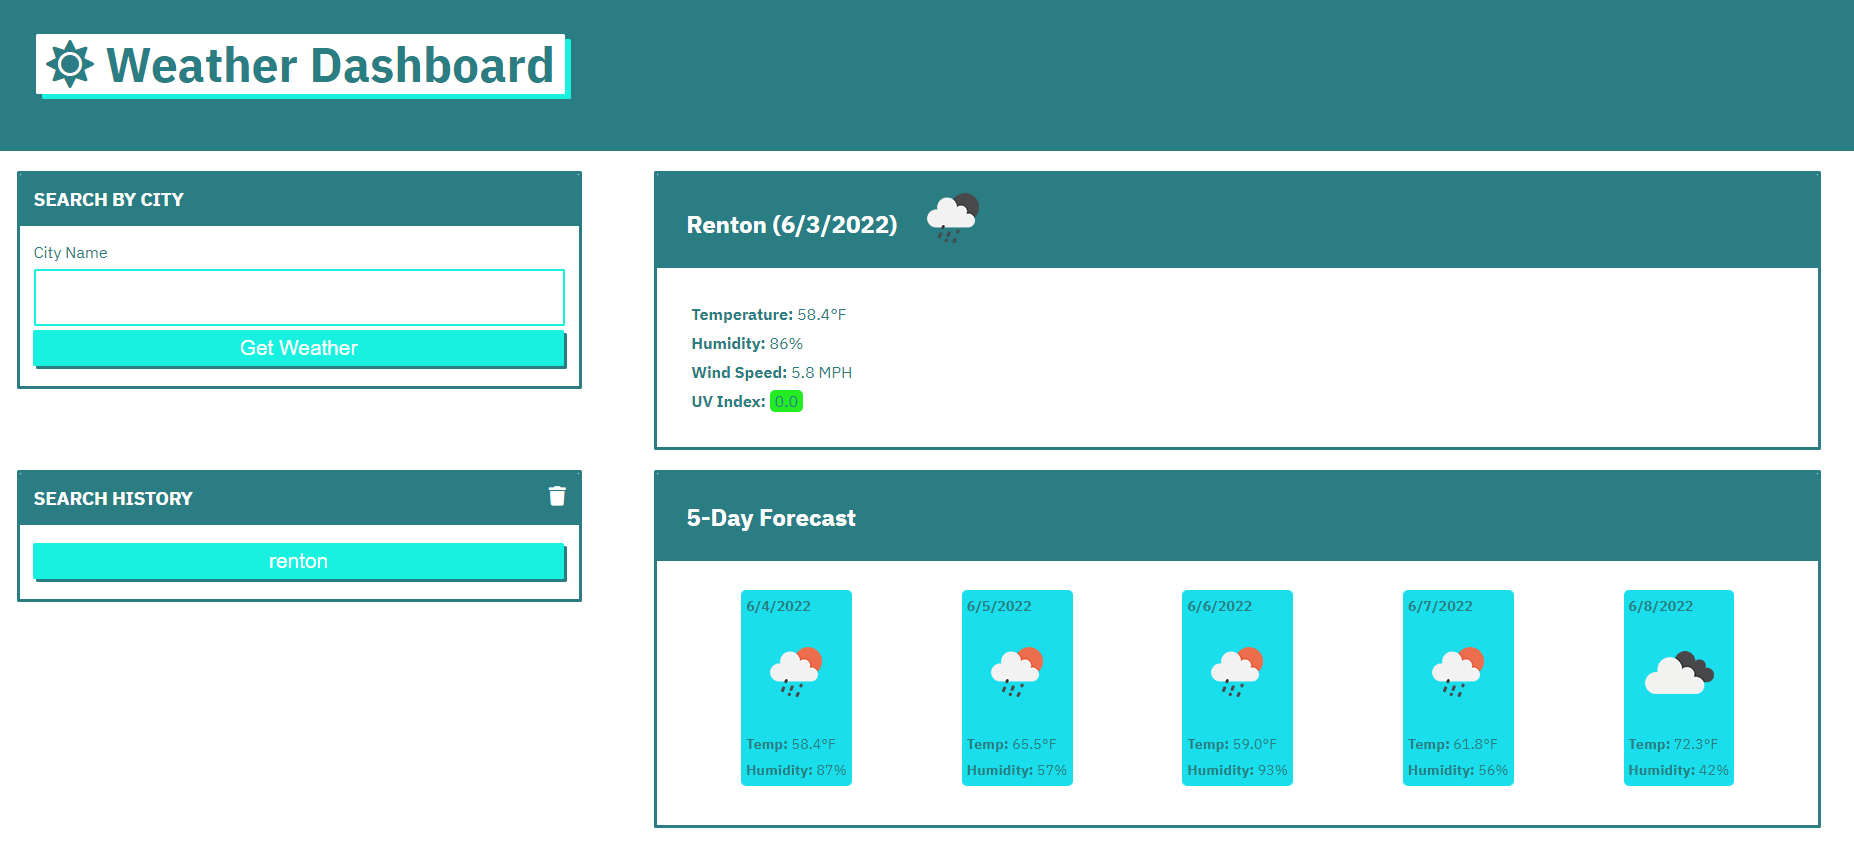 Weather Dashboard
SEARCH BY CITY
City Name
Get Weather
SEARCH HISTORY
renton
Renton (6/3/2022)
Temperature: 58.4°F
Humidity: 86%
Wind Speed: 5.8 MPH
UV Index: 0.0
5-Day Forecast
6/4/2022
Temp: 58.4°F
Humidity: 87%
6/5/2022
Temp: 65.5°F
Humidity: 57%
6/6/2022
Temp: 59.0°F
Humidity: 93%
6/7/2022
Temp: 61.8°F
Humidity: 56%
6/8/2022
Temp: 72.3°F
Humidity: 42%